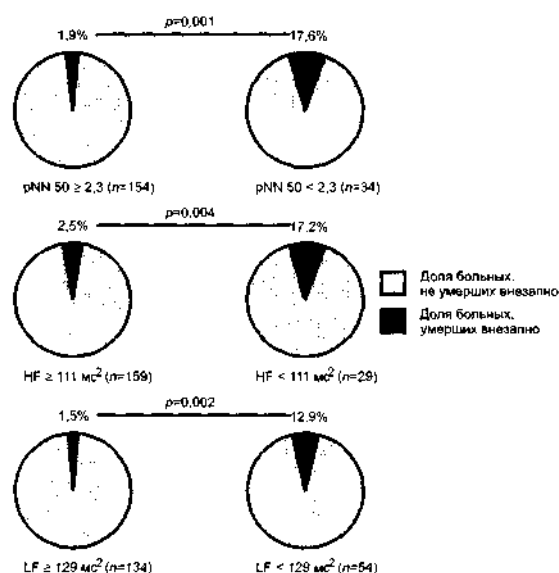 p=0,001
1,9% 17,6%
pNN 50 ≥ 2,3 (n=154) pNN 50 < 2,3 (n=34)
p=0,004
2,5% 17,2%
Доля больных,
не умерших внезапно
Доля больных,
умерших внезапно
HF ≥ 111 мс² (n=159) HF < 111 мс² (n=29)
p=0,002
1,5% 12,9%
LF ≥ 129 мс² (n=134) LF < 129 мс² (n=54)